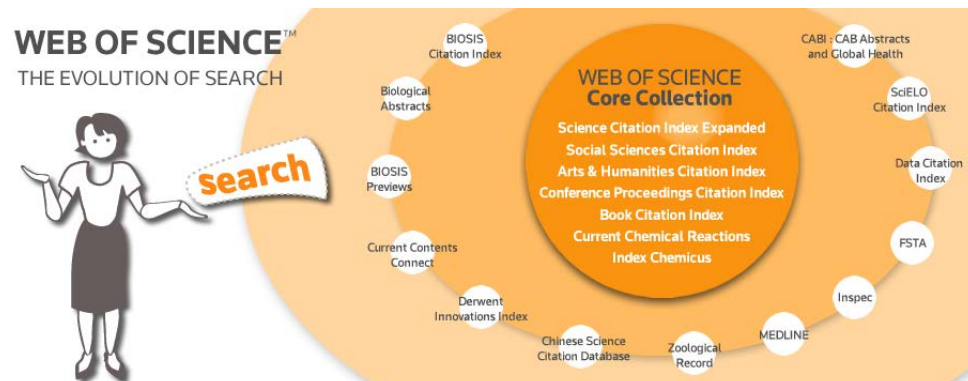 WEB OF SCIENCE™
THE EVOLUTION OF SEARCH
search
BIOSIS
Citation Index
Biological
Abstracts
BIOSIS
Previews
Current Contents
Connect
Derwent
Innovations Index
Chinese Science
Citation Database
Zoological
Record
MEDLINE
Inspec
FSTA
Data Citation
Index
SciELO
Citation Index
CABI : CAB Abstracts
and Global Health
WEB OF SCIENCE
Core Collection
Science Citation Index Expanded
Social Sciences Citation Index
Arts & Humanities Citation Index
Conference Proceedings Citation Index
Book Citation Index
Current Chemical Reactions
Index Chemicus